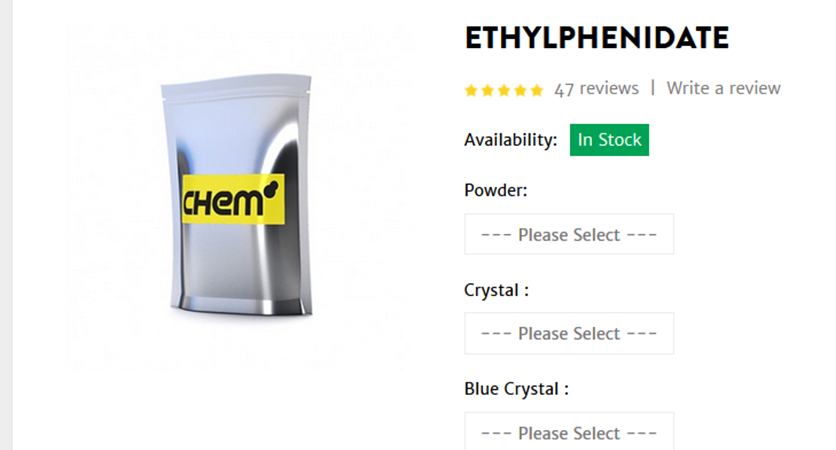 ETHYLPHENIDATE
47 reviews | Write a review
Availability: In Stock
Powder:
--- Please Select ---
CHEM
Crystal :
--- Please Select ---
Blue Crystal :
--- Please Select ---